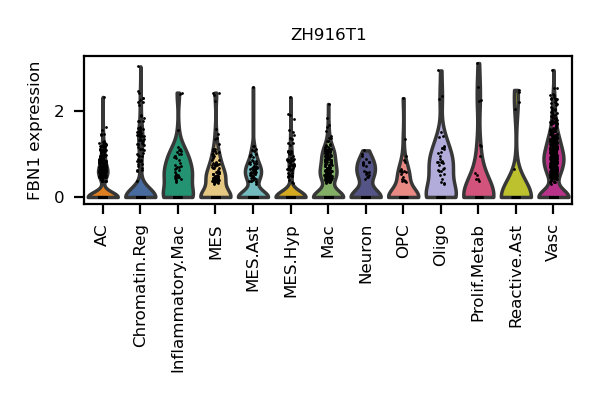 ZH916T1
FBN1 expression
2
0
AC
Chromatin.Reg
Inflammatory.Mac
MES
MES.Ast
MES.Hyp
Mac
Neuron
OPC
Oligo
Prolif.Metab
Reactive.Ast
Vasc